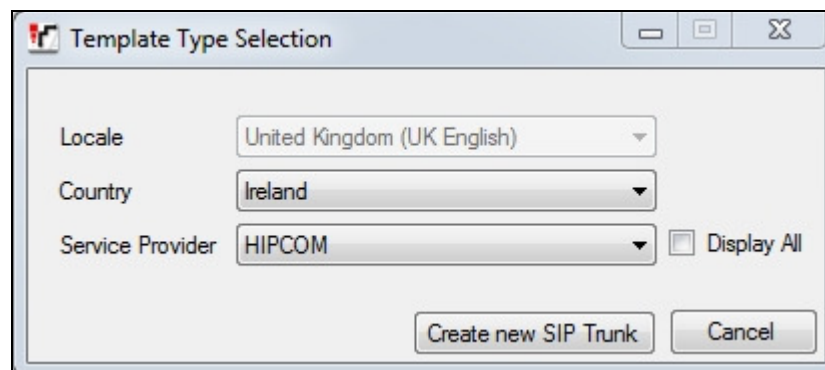 Template Type Selection
Locale United Kingdom (UK English)
Country Ireland
Service Provider HIPCOM Display All
Create new SIP Trunk Cancel